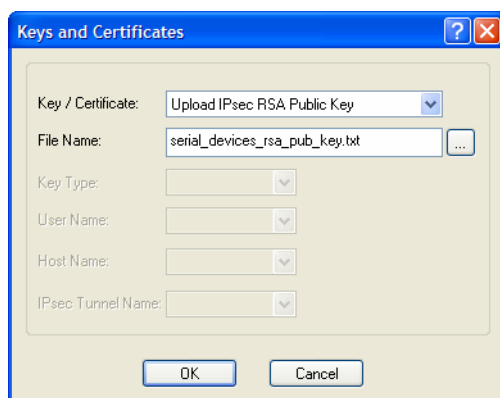 Keys and Certificates
Key / Certificate: Upload IPsec RSA Public Key
File Name: serial_devices_rsa_pub_key.txt ...
Key Type:
User Name:
Host Name:
IPsec Tunnel Name:
OK Cancel